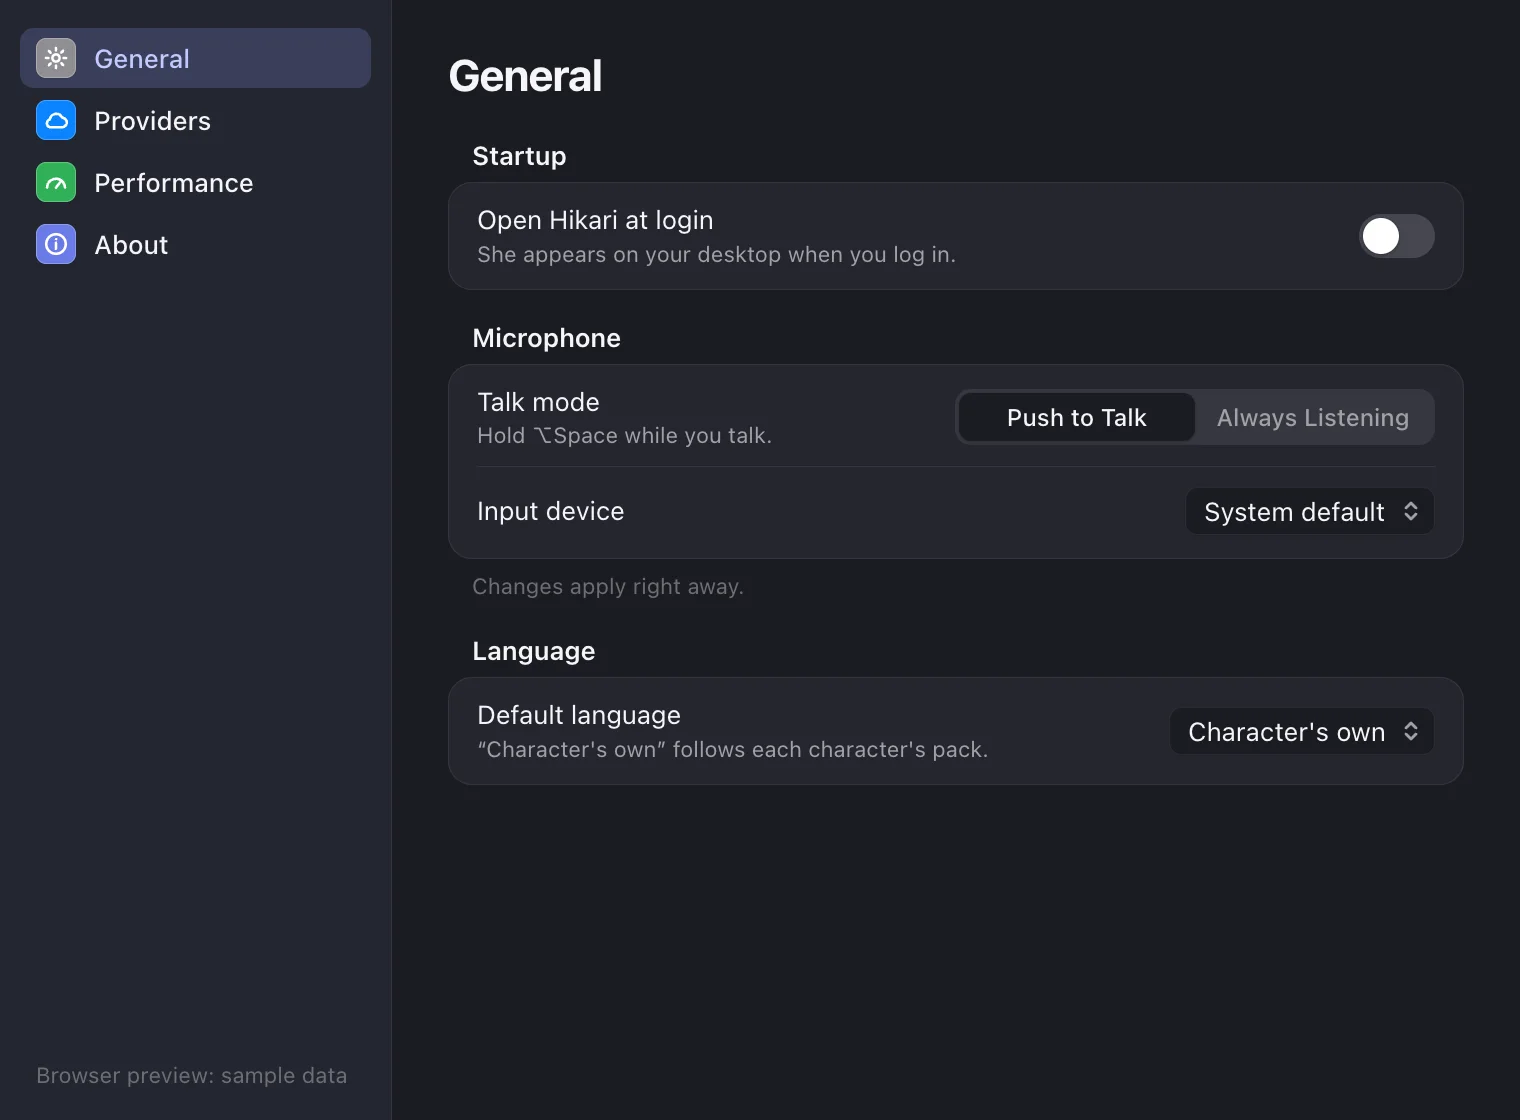 General
Providers
Performance
About
Browser preview: sample data
General
Startup
Open Hikari at login
She appears on your desktop when you log in.
Microphone
Talk mode
Hold ⌥Space while you talk.
Push to Talk
Always Listening
Input device
System default
Changes apply right away.
Language
Default language
“Character's own” follows each character's pack.
Character's own